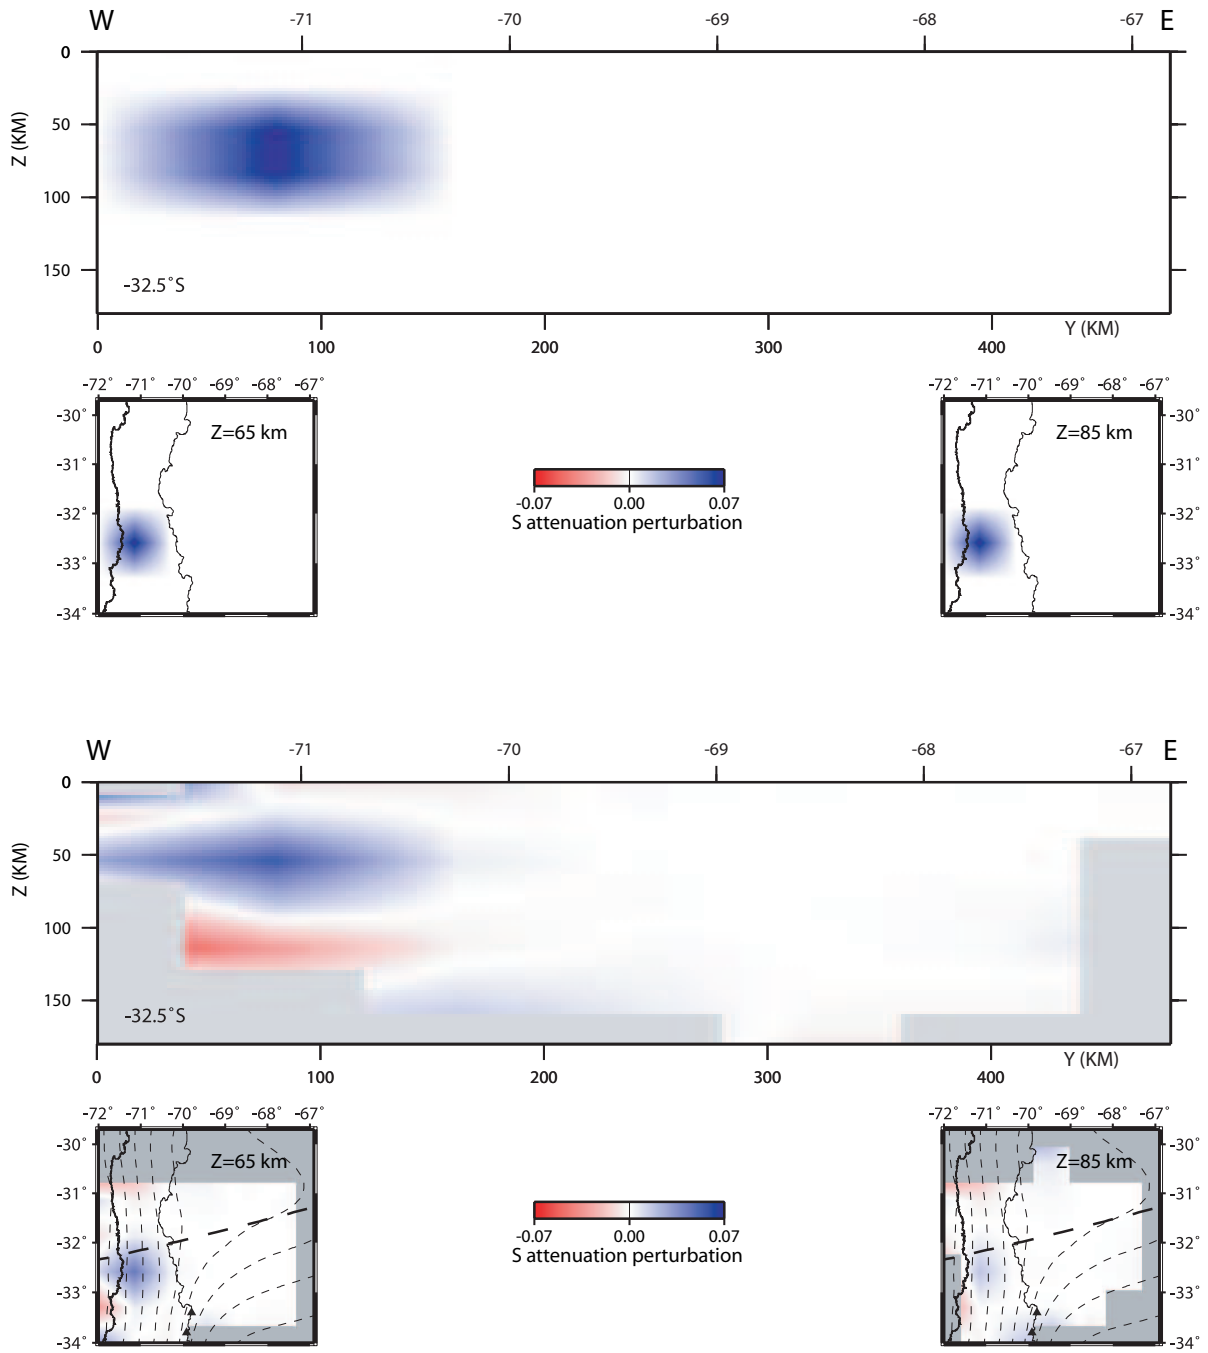 W -71 -70 -69 -68 -67 E
0
50
100
150
Z (KM)
-32.5˚S
Y (KM)
0 100 200 300 400
-72 -71˚ -70˚ -69˚ -68˚ -67˚
-30˚
-31˚
-32˚
-33˚
-34˚
Z=65 km
-0.07 0.00 0.07
S attenuation perturbation
-72 -71˚ -70˚ -69˚ -68˚ -67˚
Z=85 km
-30˚
-31˚
-32˚
-33˚
-34˚
W -71 -70 -69 -68 -67 E
0
50
100
150
Z (KM)
-32.5˚S
Y (KM)
0 100 200 300 400
-72 -71˚ -70˚ -69˚ -68˚ -67˚
-30˚
-31˚
-32˚
-33˚
-34˚
Z=65 km
-0.07 0.00 0.07
S attenuation perturbation
-72 -71˚ -70˚ -69˚ -68˚ -67˚
Z=85 km
-30˚
-31˚
-32˚
-33˚
-34˚